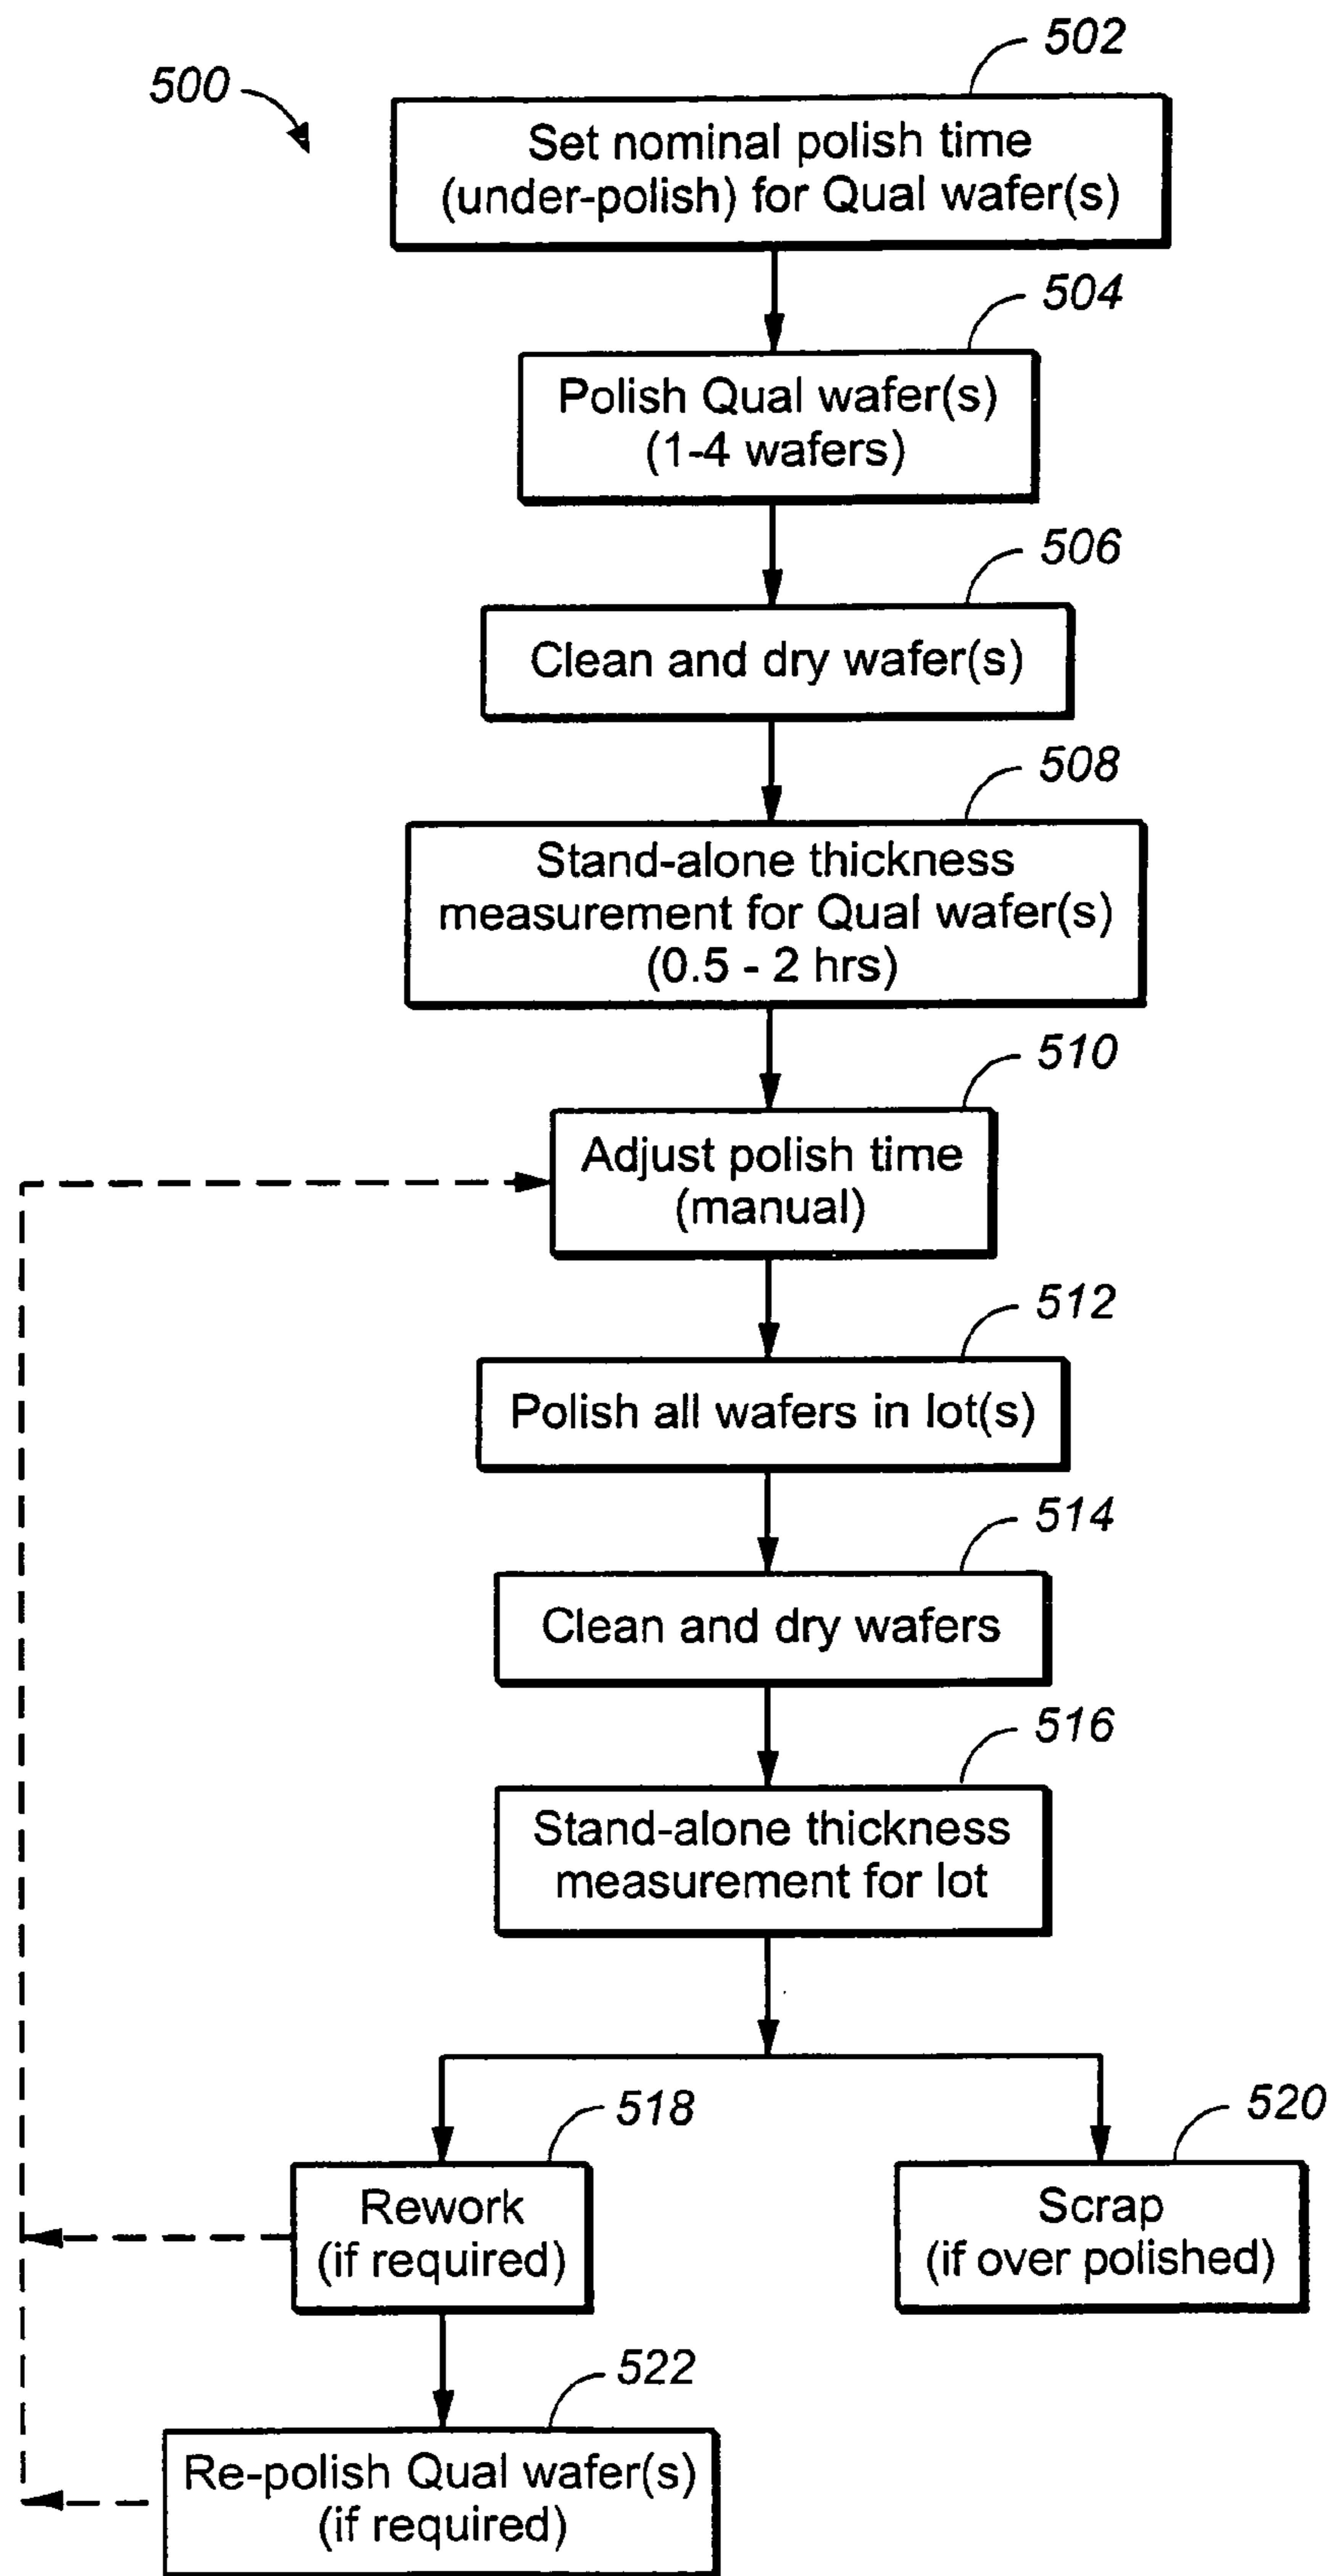 500
502
Set nominal polish time
(under-polish) for Qual wafer(s)
504
Polish Qual wafer(s)
(1-4 wafers)
506
Clean and dry wafer(s)
508
Stand-alone thickness
measurement for Qual wafer(s)
(0.5 - 2 hrs)
510
Adjust polish time
(manual)
512
Polish all wafers in lot(s)
514
Clean and dry wafers
516
Stand-alone thickness
measurement for lot
518
Rework
(if required)
520
Scrap
(if over polished)
522
Re-polish Qual wafer(s)
(if required)